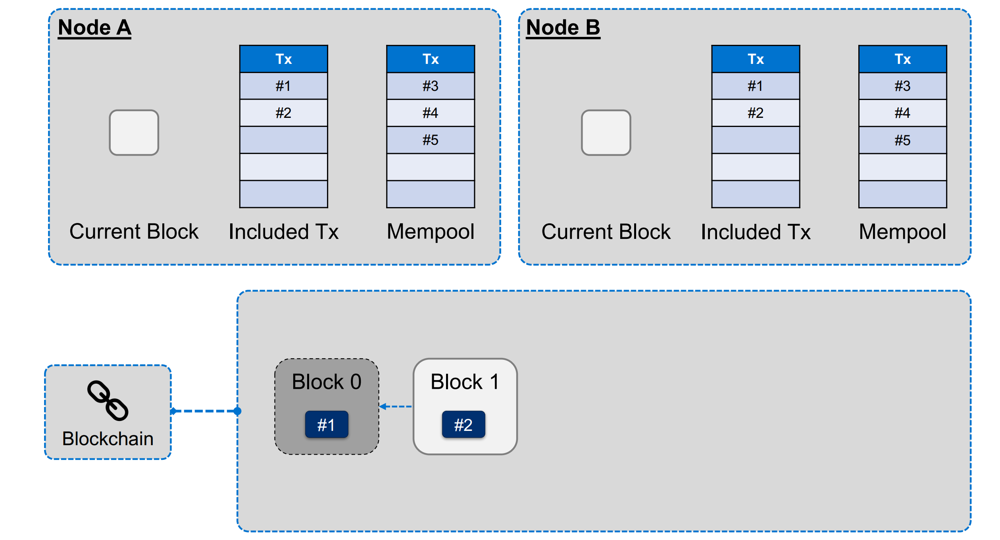 Node A
Tx
#1
#2
Tx
#3
#4
#5
Current Block
Included Tx
Mempool
Node B
Tx
#1
#2
Tx
#3
#4
#5
Current Block
Included Tx
Mempool
Blockchain
Block 0
#1
Block 1
#2